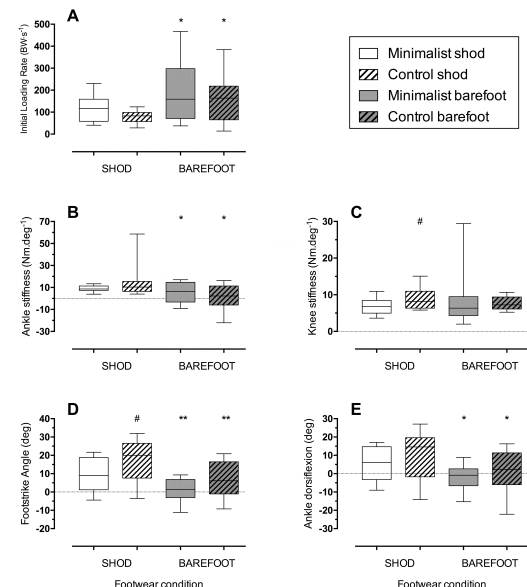 A
Initial Loading Rate (BW·s⁻¹)
500
400
300
200
100
0
* *
SHOD BAREFOOT
Minimalist shod
Control shod
Minimalist barefoot
Control barefoot
B
Ankle stiffness (Nm.deg⁻¹)
70
50
30
10
-10
-30
* *
SHOD BAREFOOT
C
Knee stiffness (Nm.deg⁻¹)
30
20
10
0
#
SHOD BAREFOOT
D
Footstrike Angle (deg)
40
30
20
10
0
-10
-20
# ** **
SHOD BAREFOOT
Footwear condition
E
Ankle dorsiflexion (deg)
30
20
10
0
-10
-20
-30
* *
SHOD BAREFOOT
Footwear condition